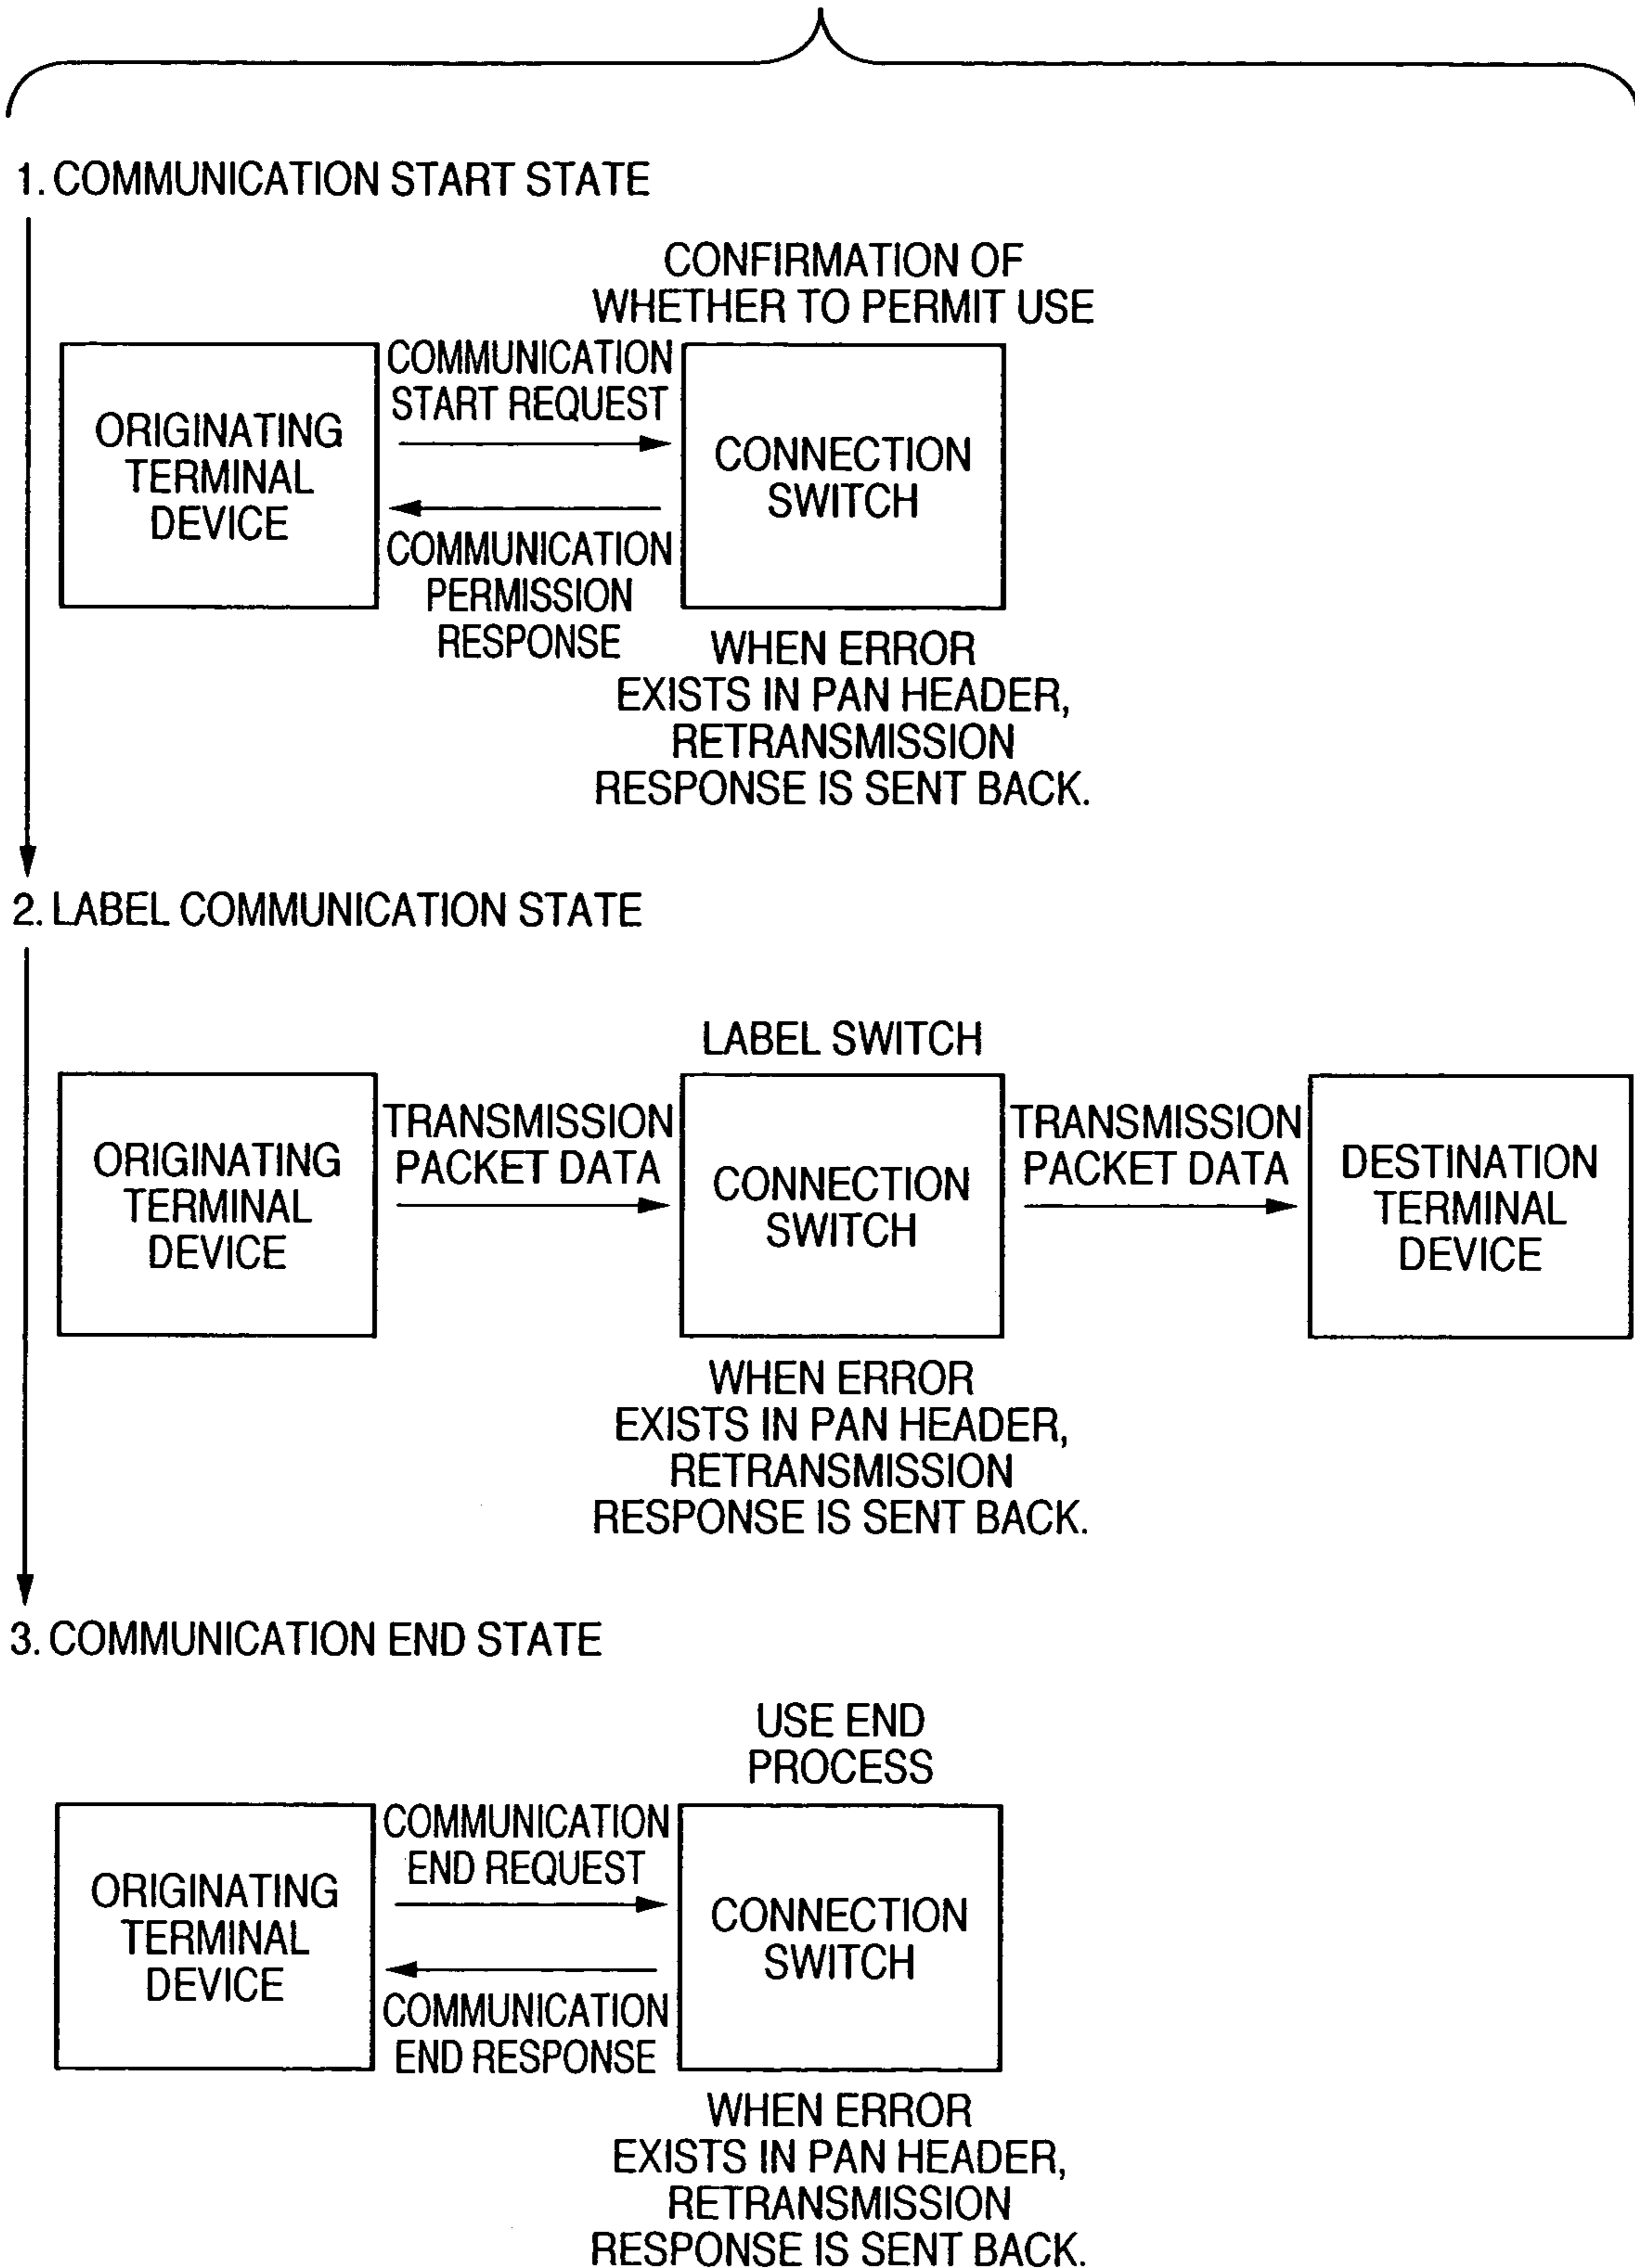 1. COMMUNICATION START STATE
CONFIRMATION OF
WHETHER TO PERMIT USE
ORIGINATING
TERMINAL
DEVICE
COMMUNICATION
START REQUEST
COMMUNICATION
PERMISSION
RESPONSE
CONNECTION
SWITCH
WHEN ERROR
EXISTS IN PAN HEADER,
RETRANSMISSION
RESPONSE IS SENT BACK.
2. LABEL COMMUNICATION STATE
LABEL SWITCH
ORIGINATING
TERMINAL
DEVICE
TRANSMISSION
PACKET DATA
CONNECTION
SWITCH
TRANSMISSION
PACKET DATA
DESTINATION
TERMINAL
DEVICE
WHEN ERROR
EXISTS IN PAN HEADER,
RETRANSMISSION
RESPONSE IS SENT BACK.
3. COMMUNICATION END STATE
USE END
PROCESS
ORIGINATING
TERMINAL
DEVICE
COMMUNICATION
END REQUEST
COMMUNICATION
END RESPONSE
CONNECTION
SWITCH
WHEN ERROR
EXISTS IN PAN HEADER,
RETRANSMISSION
RESPONSE IS SENT BACK.